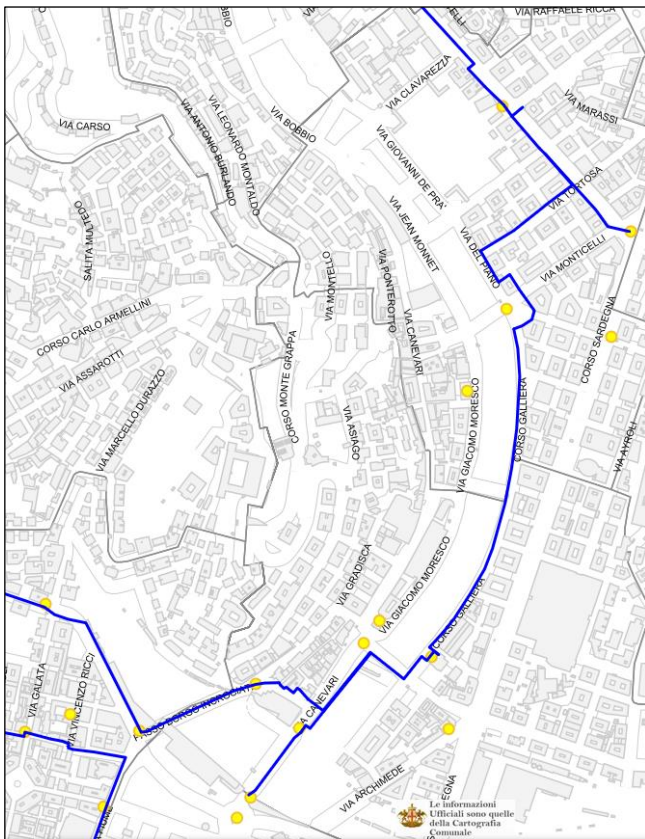 VIA RAFFAELE RICCA
VIA CLAVAREZZA
VIA MARASSI
VIA CARSO
VIA ANTONIO BURLANDO
VIA LEONARDO MONTALDO
VIA BOBBIO
VIA GIOVANNI DE PRA'
VIA JEAN MONNET
VIA TORTOSA
SALITA MULTEDO
VIA MONTELLO
VIA PONTEROTTO
VIA DEL PIANO
VIA MONTICELLI
CORSO CARLO ARMELLINI
VIA CANEVARI
CORSO SARDEGNA
VIA ASSAROTTI
CORSO MONTE GRAPPA
VIA MARCELLO DURAZZO
VIA ASIAGO
VIA GIACOMO MORESCO
CORSO GALLIERA
VIA AYROLI
VIA GRADISCA
VIA GIACOMO MORESCO
CORSO GALLIERA
VIA GALATA
VIA VINCENZO RICCI
VIA CANEVARI
VIA ARCHIMEDE
Le informazioni
Ufficiali sono quelle
della Cartografia
Comunale